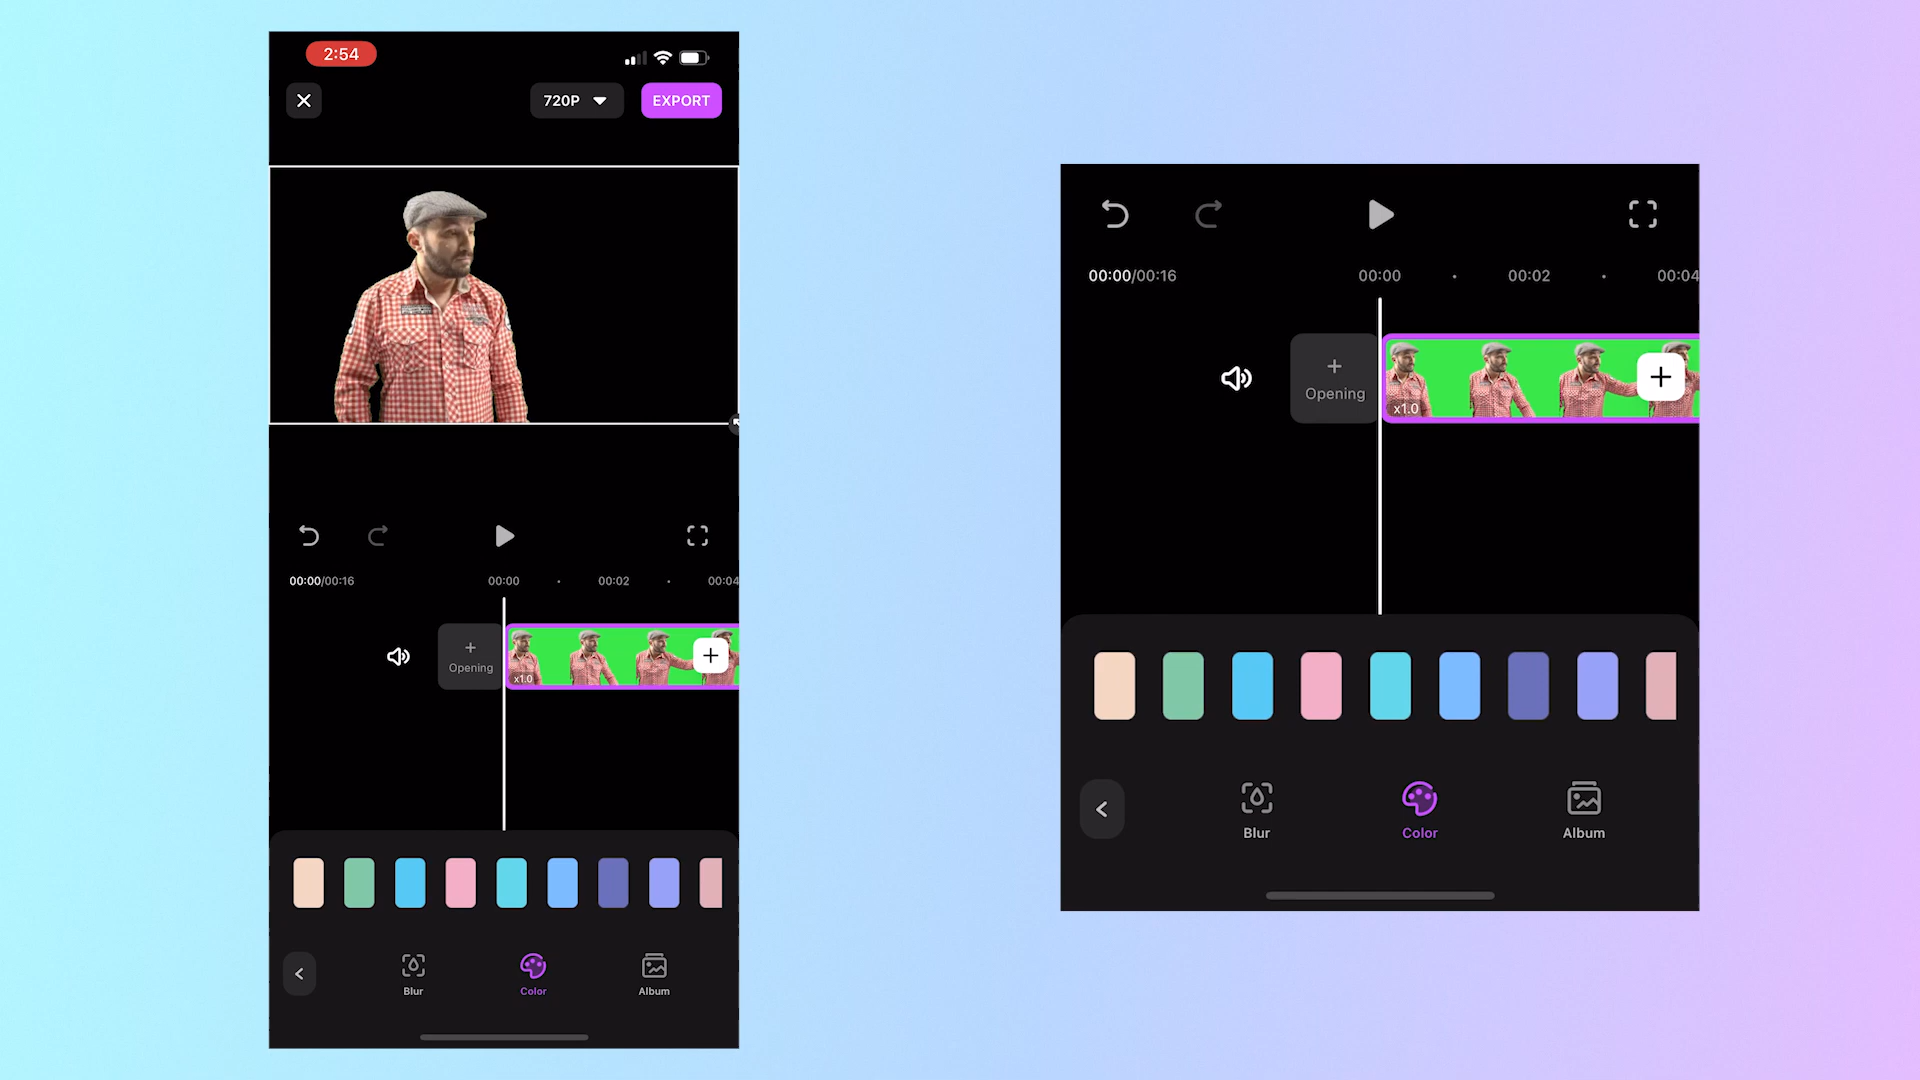 2:54
720P
EXPORT
00:00/00:16
00:00
00:02
00:04
+
Opening
x1.0
+
Blur
Color
Album
00:00/00:16
00:00
00:02
00:04
+
Opening
x1.0
+
Blur
Color
Album